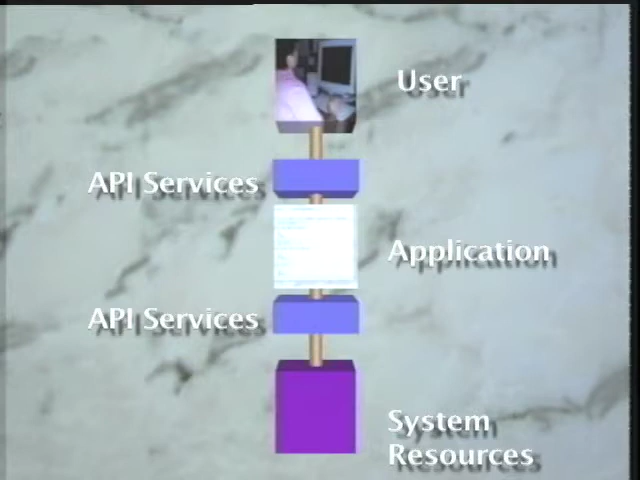 User
API Services
Application
API Services
System
Resources